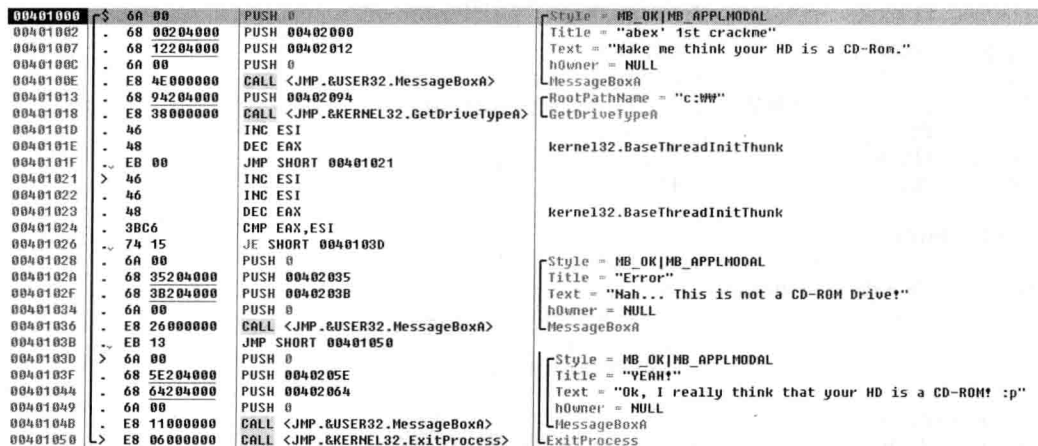 00401000 $ 6A 00 PUSH 0 Style = MB_OK|MB_APPLMODAL
00401002 . 68 00204000 PUSH 00402000 Title = "abex' 1st crackme"
00401007 . 68 12204000 PUSH 00402012 Text = "Make me think your HD is a CD-Rom."
0040100C . 6A 00 PUSH 0 hOwner = NULL
0040100E . E8 4E000000 CALL <JMP.&USER32.MessageBoxA> MessageBoxA
00401013 . 68 94204000 PUSH 00402094 RootPathName = "c:₩₩"
00401018 . E8 38000000 CALL <JMP.&KERNEL32.GetDriveTypeA> GetDriveTypeA
0040101D . 46 INC ESI
0040101E . 48 DEC EAX kernel32.BaseThreadInitThunk
0040101F . EB 00 JMP SHORT 00401021
00401021 > 46 INC ESI
00401022 . 46 INC ESI
00401023 . 48 DEC EAX kernel32.BaseThreadInitThunk
00401024 . 3BC6 CMP EAX,ESI
00401026 . 74 15 JE SHORT 0040103D
00401028 . 6A 00 PUSH 0 Style = MB_OK|MB_APPLMODAL
0040102A . 68 35204000 PUSH 00402035 Title = "Error"
0040102F . 68 3B204000 PUSH 0040203B Text = "Nah... This is not a CD-ROM Drive!"
00401034 . 6A 00 PUSH 0 hOwner = NULL
00401036 . E8 26000000 CALL <JMP.&USER32.MessageBoxA> MessageBoxA
0040103B . EB 13 JMP SHORT 00401050
0040103D > 6A 00 PUSH 0 Style = MB_OK|MB_APPLMODAL
0040103F . 68 5E204000 PUSH 0040205E Title = "YEAH!"
00401044 . 68 64204000 PUSH 00402064 Text = "Ok, I really think that your HD is a CD-ROM! :p"
00401049 . 6A 00 PUSH 0 hOwner = NULL
0040104B . E8 11000000 CALL <JMP.&USER32.MessageBoxA> MessageBoxA
00401050 > E8 06000000 CALL <JMP.&KERNEL32.ExitProcess> ExitProcess